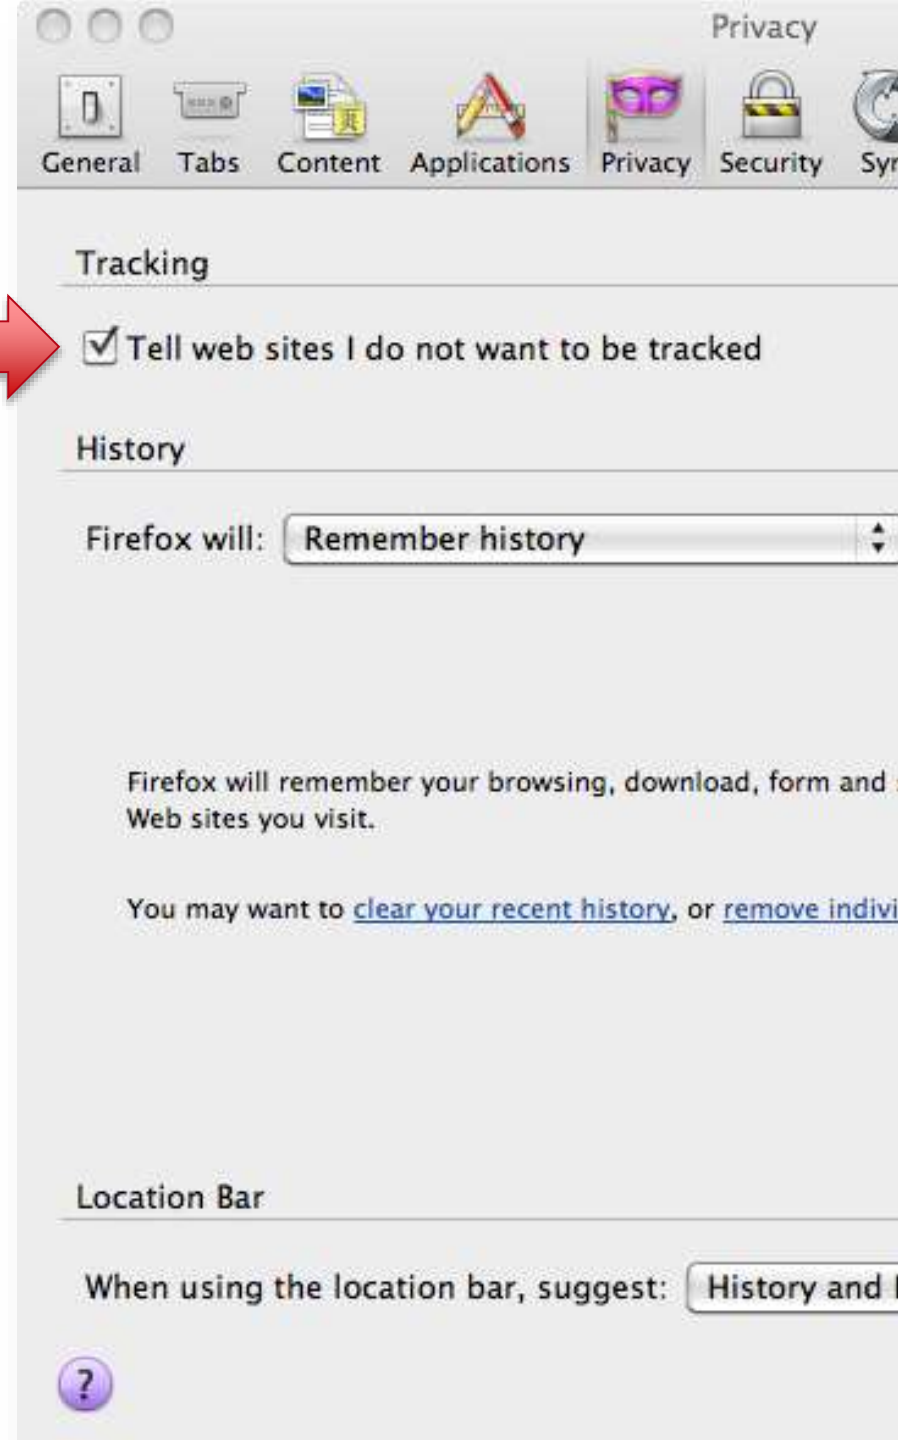 Privacy
General Tabs Content Applications Privacy Security
Tracking
Tell web sites I do not want to be tracked
History
Firefox will: Remember history
Firefox will remember your browsing, download, form and
Web sites you visit.
You may want to clear your recent history, or remove
Location Bar
When using the location bar, suggest: History and
?